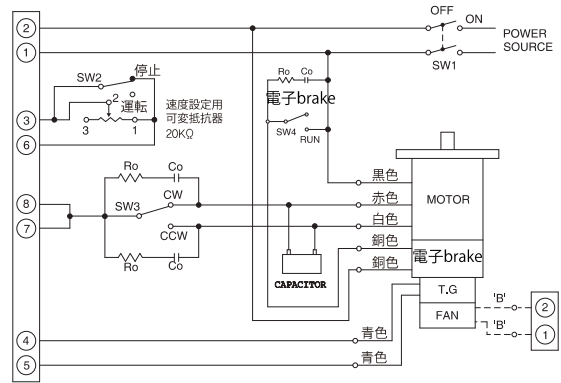 OFF
ON
2
1
POWER
SOURCE
SW1
停止
SW2
2
運転
速度設定用
可変抵抗器
20KΩ
3
3
1
6
Ro
Co
電子brake
SW4
RUN
Ro
Co
CW
SW3
CCW
Ro
Co
8
7
CAPACITOR
黒色
赤色
白色
銅色
銅色
MOTOR
電子brake
T.G
FAN
'B'
2
'B'
1
4
青色
5
青色